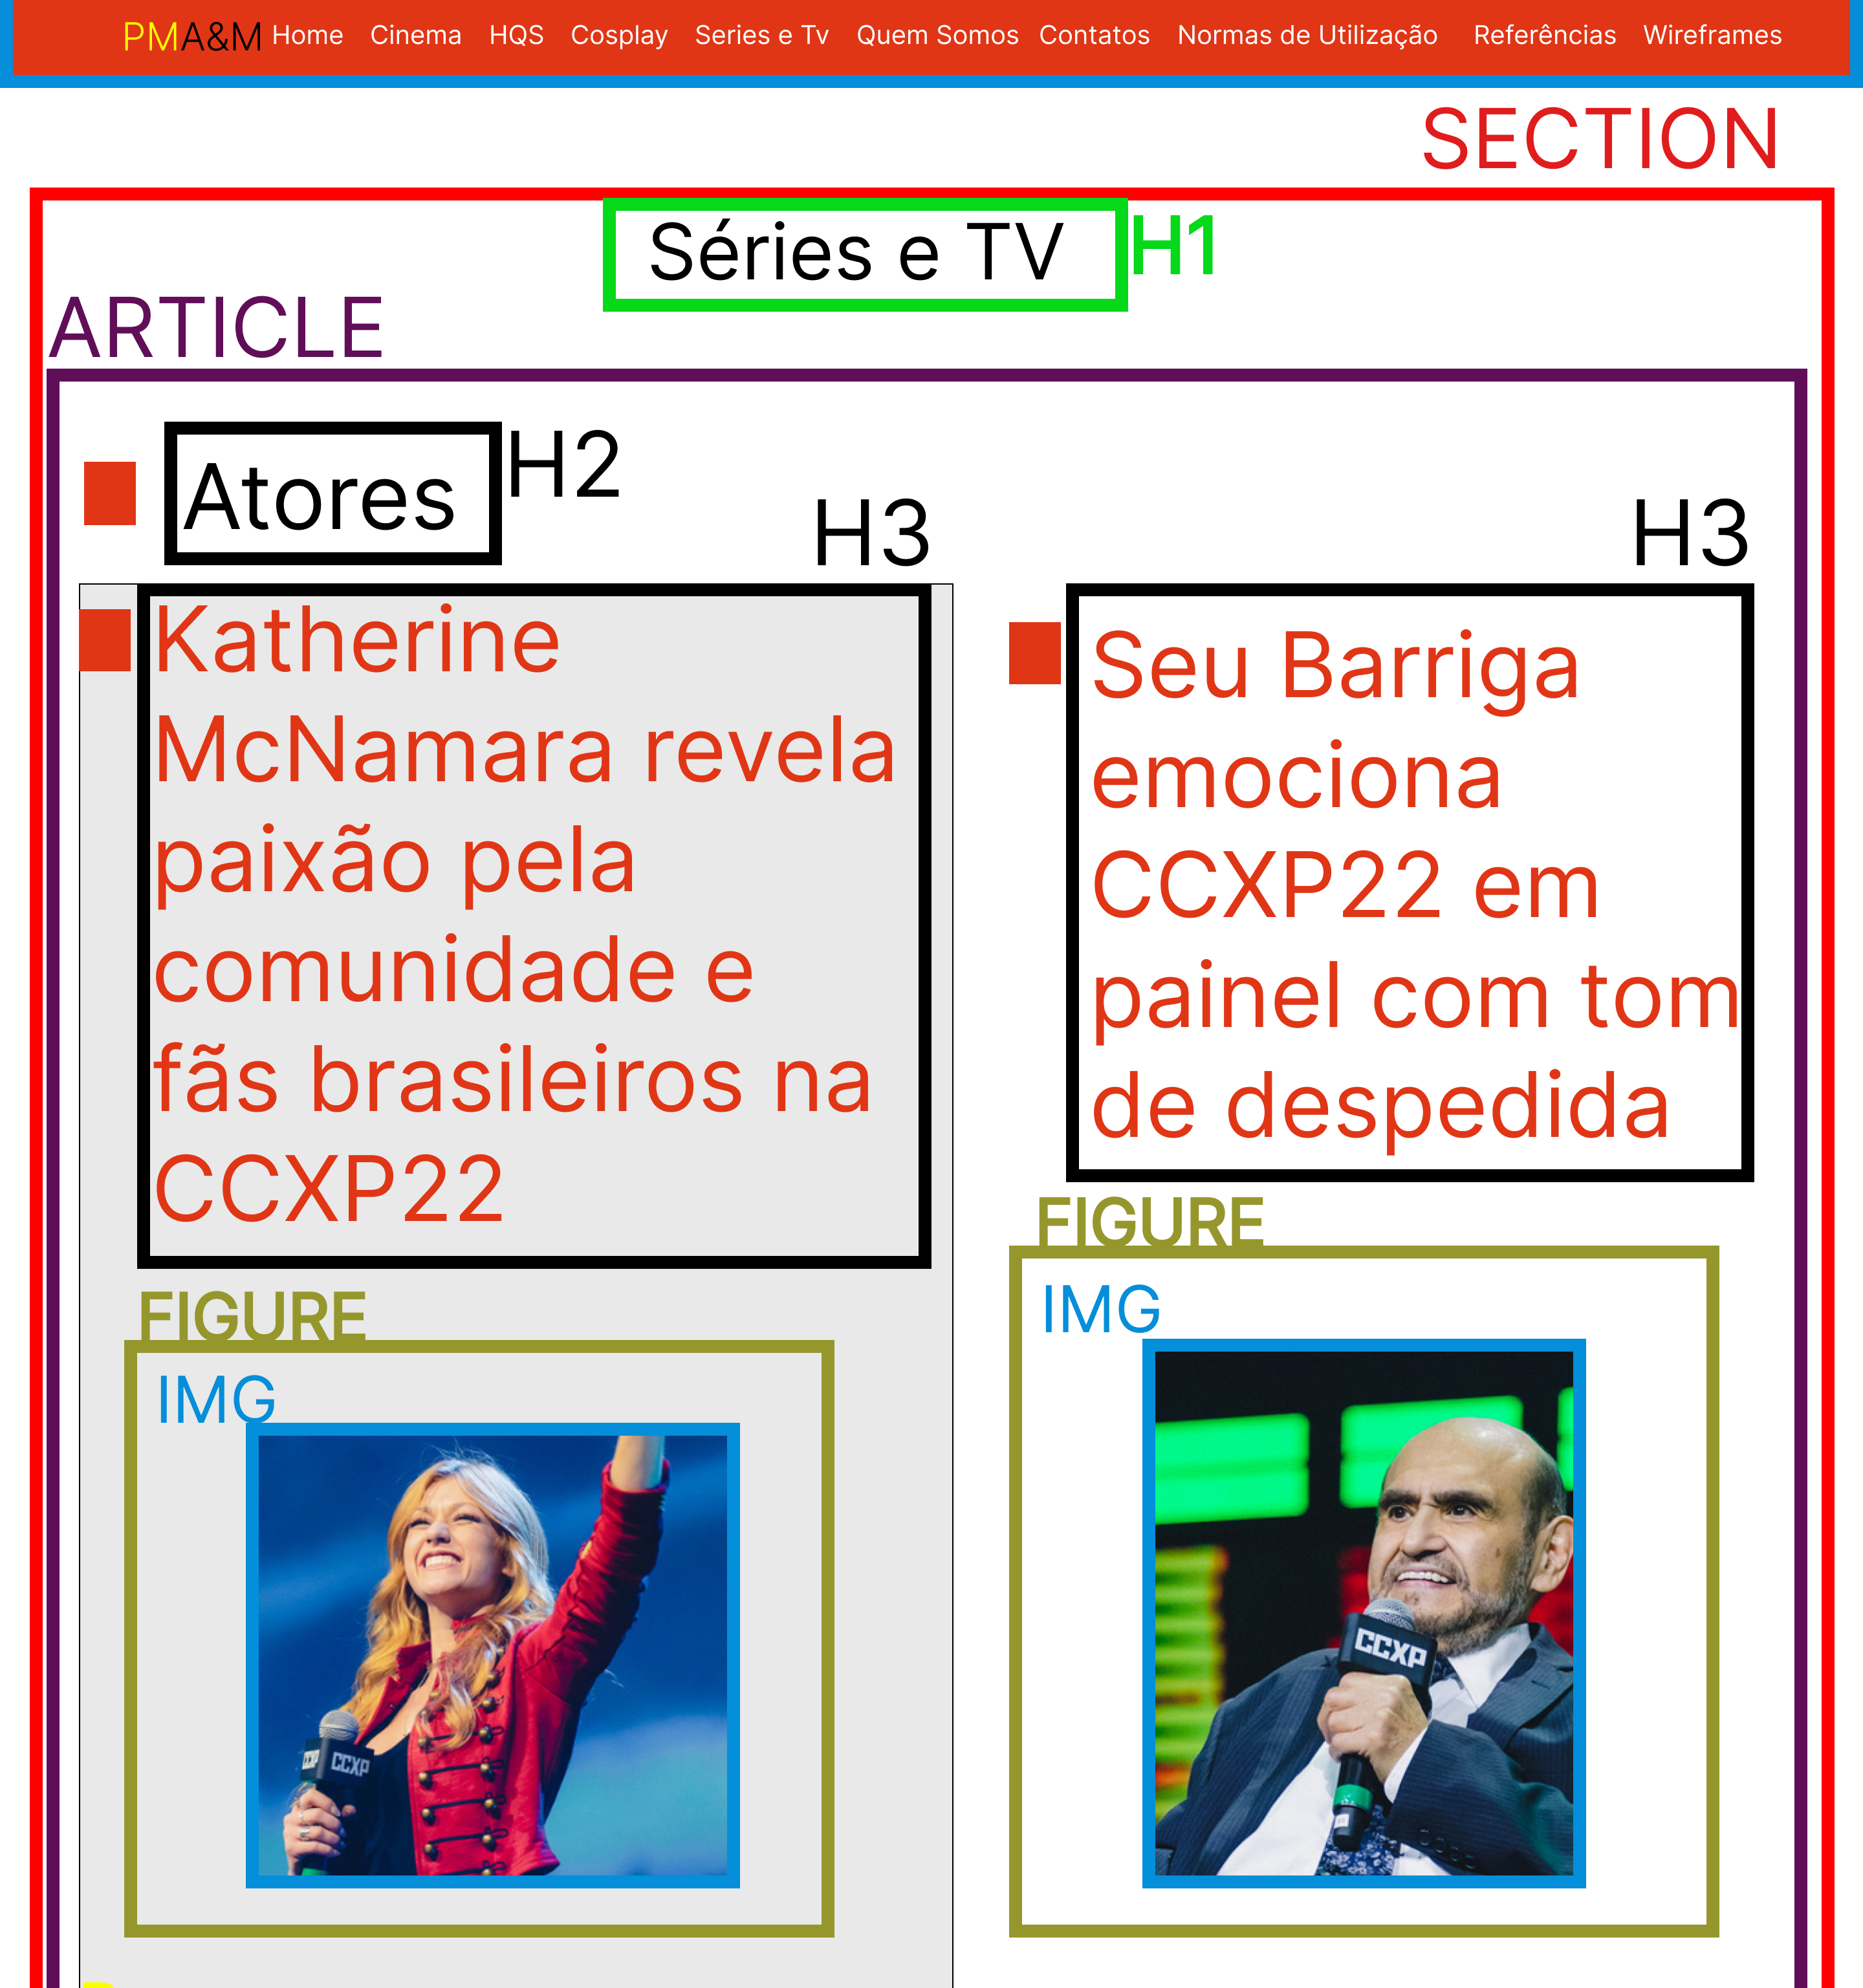 PMA&M Home Cinema HQS Cosplay Series e Tv Quem Somos Contatos Normas de Utilização Referências Wireframes
SECTION
Séries e TV H1
ARTICLE
Atores H2
H3
Katherine
McNamara revela
paixão pela
comunidade e
fãs brasileiros na
CCXP22
FIGURE
IMG
CCXP CCXP
H3
Seu Barriga
emociona
CCXP22 em
painel com tom
de despedida
FIGURE
IMG
CCXP